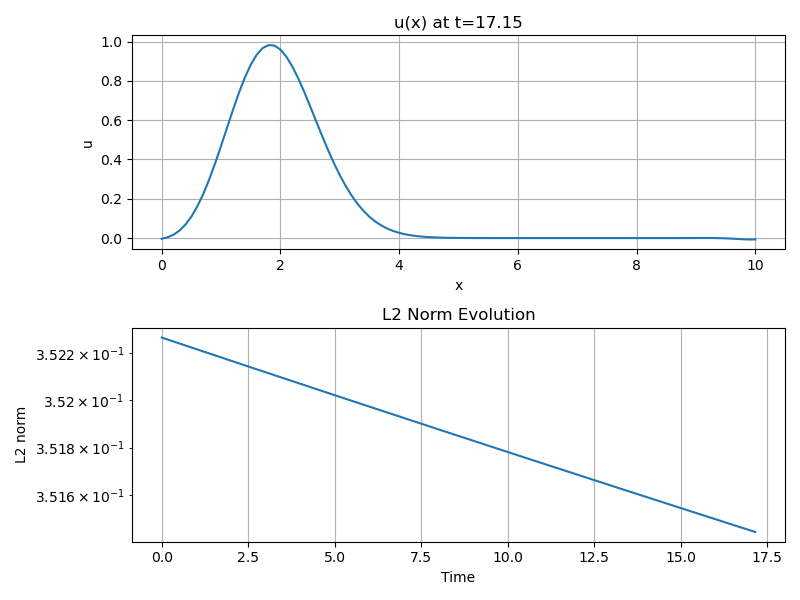 u(x) at t=17.15
1.0
0.8
0.6
0.4
0.2
0.0
u
0 2 4 6 8 10
x
L2 Norm Evolution
3.522 × 10⁻¹
3.52 × 10⁻¹
3.518 × 10⁻¹
3.516 × 10⁻¹
L2 norm
0.0 2.5 5.0 7.5 10.0 12.5 15.0 17.5
Time